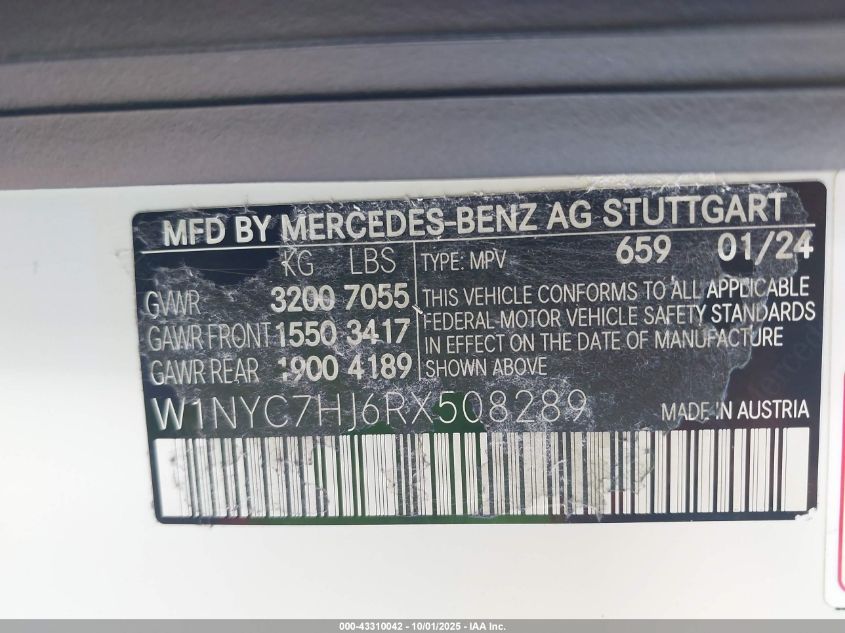 MFD BY MERCEDES-BENZ AG STUTTGART
KG LBS TYPE: MPV 659 01/24
GVWR 3200 7055 THIS VEHICLE CONFORMS TO ALL APPLICABLE
GAWR FRONT 1550 3417 FEDERAL MOTOR VEHICLE SAFETY STANDARDS
IN EFFECT ON THE DATE OF MANUFACTURE
GAWR REAR 1900 4189 SHOWN ABOVE
W1NYC7HJ6RX508289 MADE IN AUSTRIA
000-43310042 - 10/01/2025 - IAA Inc.